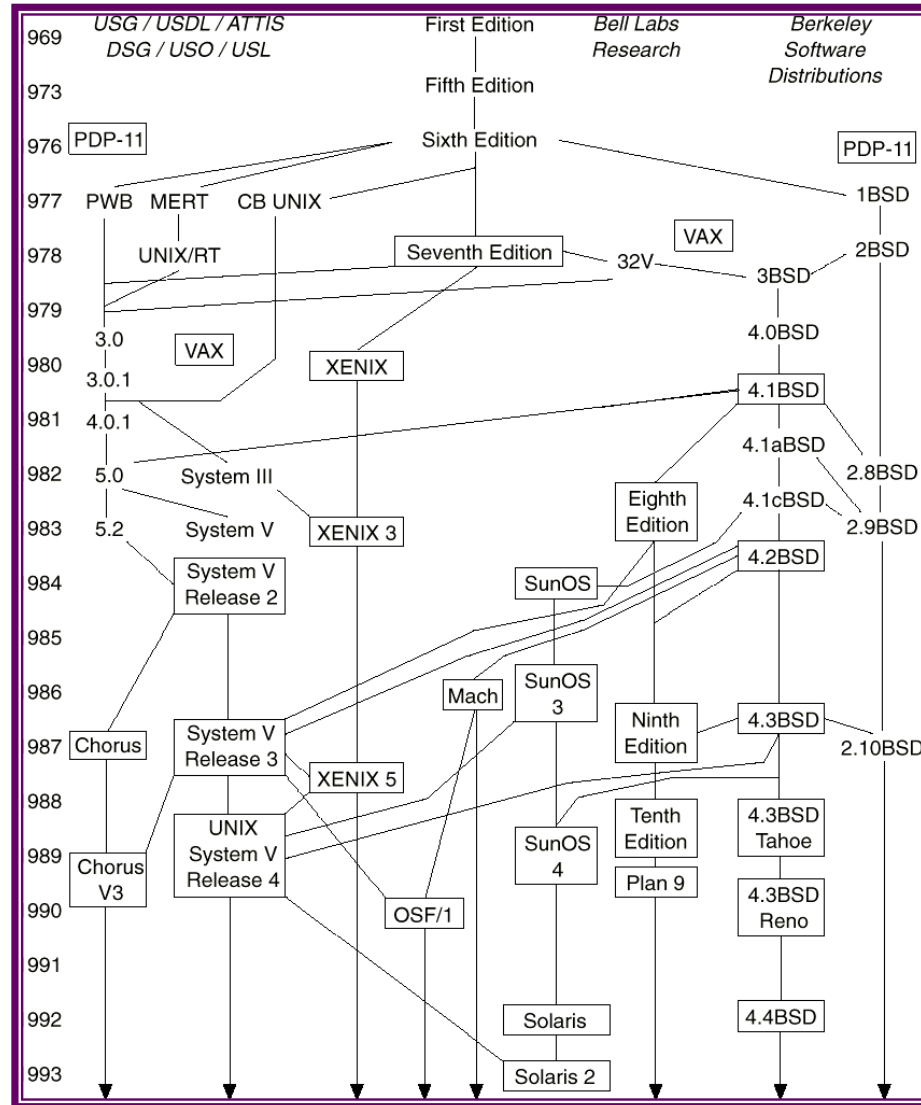 USG / USDL / ATTIS
DSG / USO / USL
First Edition
Bell Labs
Research
Berkeley
Software
Distributions
969
973
Fifth Edition
976
PDP-11
Sixth Edition
PDP-11
977
PWB
MERT
CB UNIX
1BSD
978
UNIX/RT
Seventh Edition
32V
VAX
3BSD
2BSD
979
3.0
VAX
4.0BSD
980
3.0.1
XENIX
4.1BSD
981
4.0.1
4.1aBSD
982
5.0
System III
2.8BSD
Eighth
Edition
4.1cBSD
983
5.2
System V
XENIX 3
2.9BSD
4.2BSD
984
System V
Release 2
SunOS
985
986
Mach
SunOS
3
987
Chorus
System V
Release 3
Ninth
Edition
4.3BSD
2.10BSD
XENIX 5
988
UNIX
System V
Release 4
Tenth
Edition
4.3BSD
Tahoe
989
Chorus
V3
SunOS
4
Plan 9
990
OSF/1
4.3BSD
Reno
991
992
Solaris
4.4BSD
993
Solaris 2